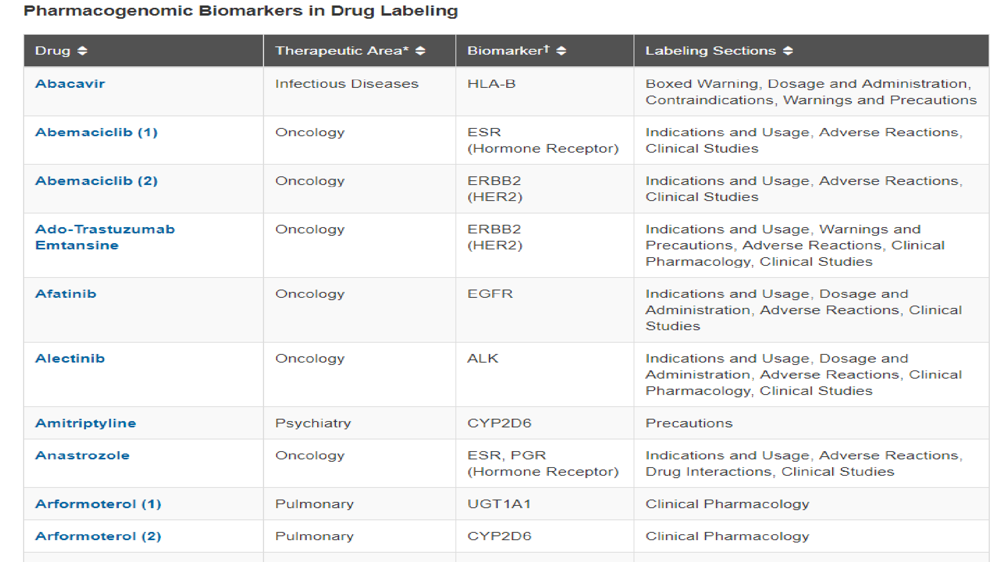 Pharmacogenomic Biomarkers in Drug Labeling
Drug Therapeutic Area* Biomarker† Labeling Sections
Abacavir Infectious Diseases HLA-B Boxed Warning, Dosage and Administration,
Contraindications, Warnings and Precautions
Abemaciclib (1) Oncology ESR Indications and Usage, Adverse Reactions,
(Hormone Receptor) Clinical Studies
Abemaciclib (2) Oncology ERBB2 Indications and Usage, Adverse Reactions,
(HER2) Clinical Studies
Ado-Trastuzumab Oncology ERBB2 Indications and Usage, Warnings and
Emtansine (HER2) Precautions, Adverse Reactions, Clinical
Pharmacology, Clinical Studies
Afatinib Oncology EGFR Indications and Usage, Dosage and
Administration, Adverse Reactions, Clinical
Studies
Alectinib Oncology ALK Indications and Usage, Dosage and
Administration, Adverse Reactions, Clinical
Pharmacology, Clinical Studies
Amitriptyline Psychiatry CYP2D6 Precautions
Anastrozole Oncology ESR, PGR Indications and Usage, Adverse Reactions,
(Hormone Receptor) Drug Interactions, Clinical Studies
Arformoterol (1) Pulmonary UGT1A1 Clinical Pharmacology
Arformoterol (2) Pulmonary CYP2D6 Clinical Pharmacology